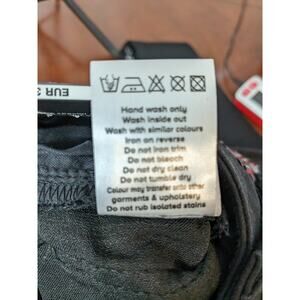 Hand wash only
Wash inside out
Wash with similar colours
Iron on reverse
Do not iron trim
Do not bleach
Do not dry clean
Do not tumble dry
Colour may transfer onto other
garments & upholstery
Do not rub isolated stains
EUR 3